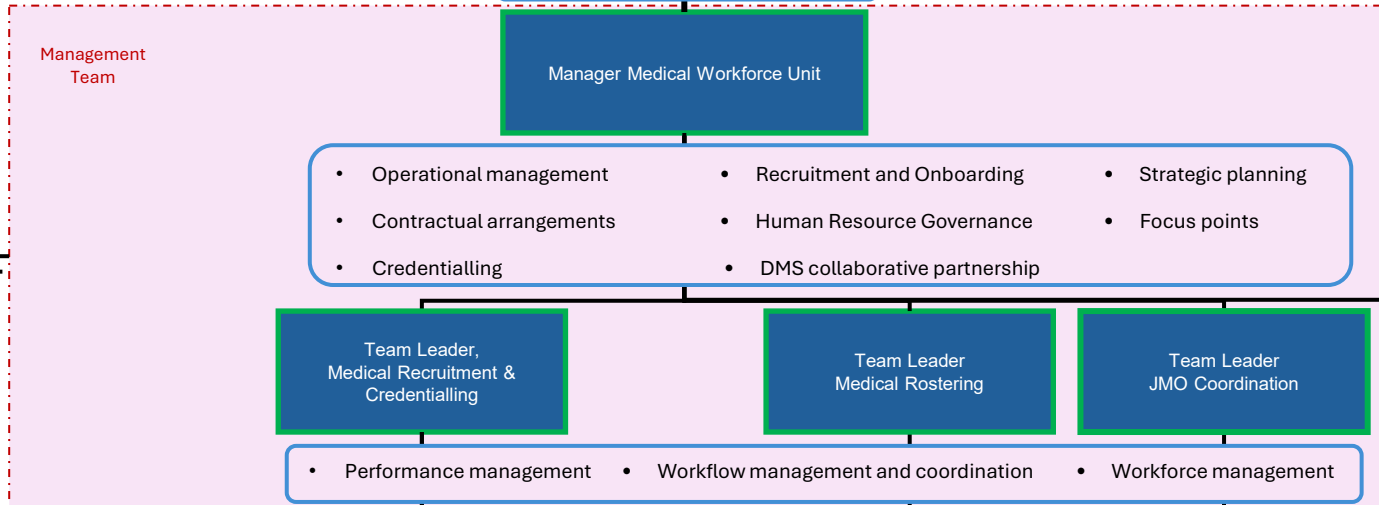 Management
Team
Manager Medical Workforce Unit
• Operational management • Recruitment and Onboarding • Strategic planning
• Contractual arrangements • Human Resource Governance • Focus points
• Credentialling • DMS collaborative partnership
Team Leader,
Medical Recruitment &
Credentialling
Team Leader
Medical Rostering
Team Leader
JMO Coordination
• Performance management • Workflow management and coordination • Workforce management